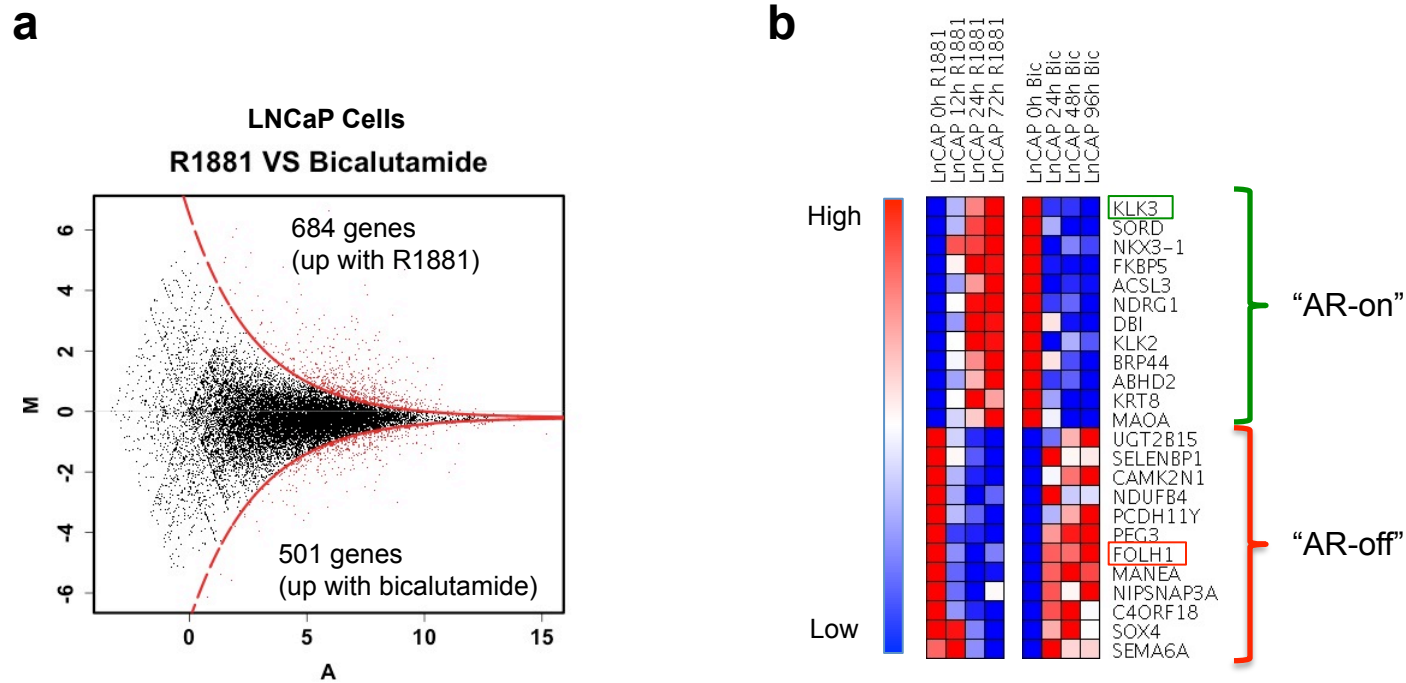 a
LNCaP Cells
R1881 VS Bicalutamide
684 genes
(up with R1881)
501 genes
(up with bicalutamide)
M
6
4
2
0
-2
-4
-6
0
5
10
15
A
b
LnCAP 0h R1881
LnCAP 12h R1881
LnCAP 24h R1881
LnCAP 72h R1881
LnCAP 0h Bic
LnCAP 24h Bic
LnCAP 48h Bic
LnCAP 96h Bic
High
Low
KLK3
SORD
NKX3-1
FKBP5
ACSL3
NDRG1
DBI
KLK2
BRP44
ABHD2
KRT8
MAOA
UGT2B15
SELENBP1
CAMK2N1
NDUFB4
PCDH11Y
PEG3
FOLH1
MANEA
NIPSNAP3A
C4ORF18
SOX4
SEMA6A
“AR-on”
“AR-off”